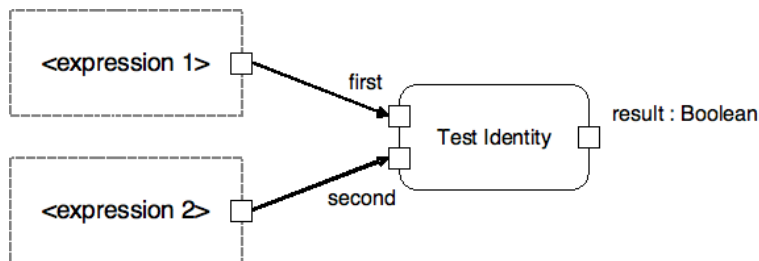 <expression 1>
first
Test Identity
result : Boolean
<expression 2>
second